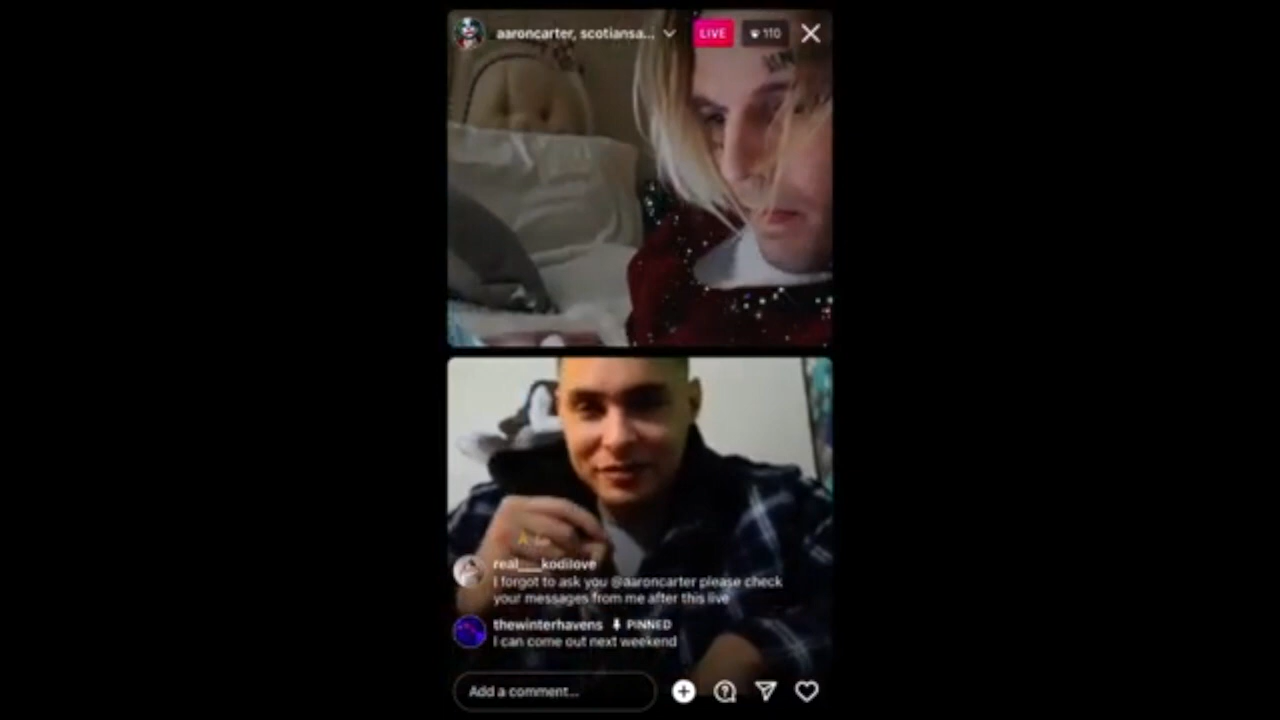 aaroncarter, scotiansa...
LIVE
110
real___kodilove
I forgot to ask you @aaroncarter please check
your messages from me after this live
thewinterhavens PINNED
I can come out next weekend
Add a comment...